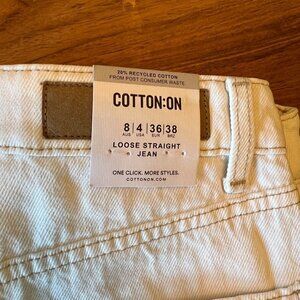 20% RECYCLED COTTON
FROM POST CONSUMER WASTE.
COTTON:ON
8 | 4 | 36 | 38
AUS USA EUR BRZ
LOOSE STRAIGHT
JEAN
ONE CLICK. MORE STYLES.
COTTONON.COM